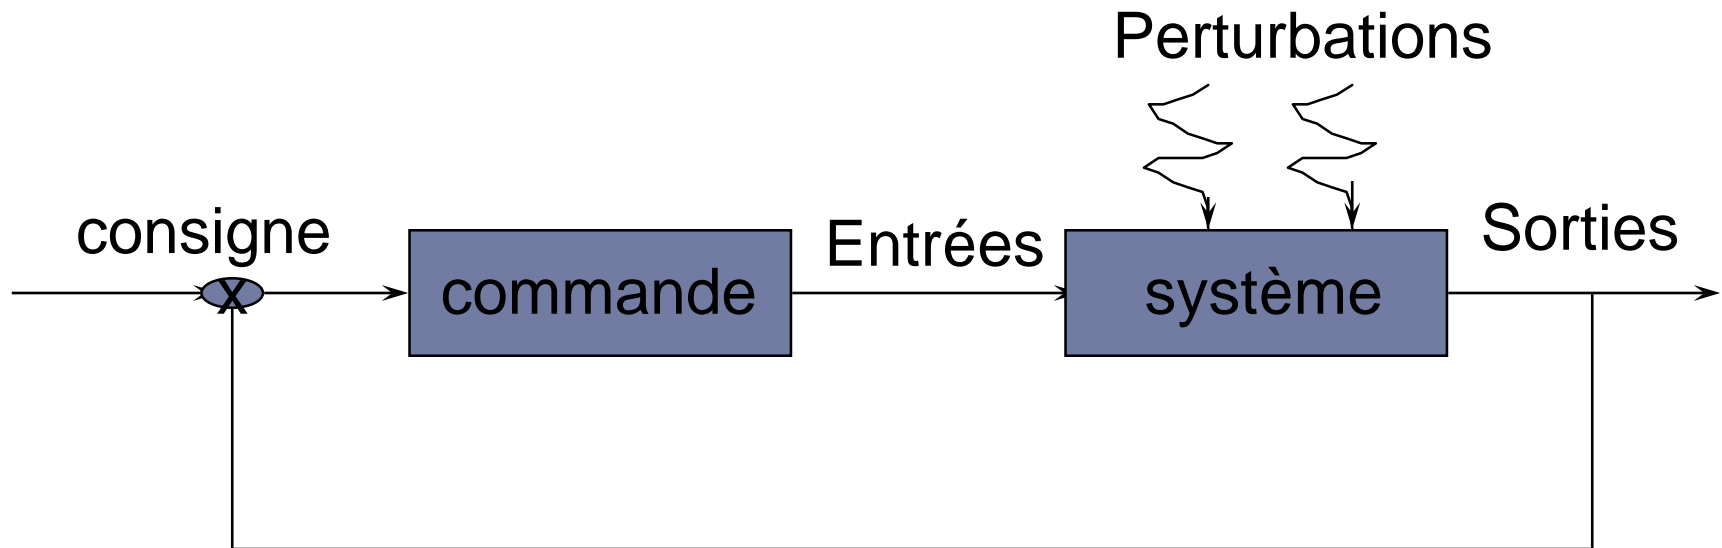 Perturbations
consigne
Entrées
Sorties
x
commande
système